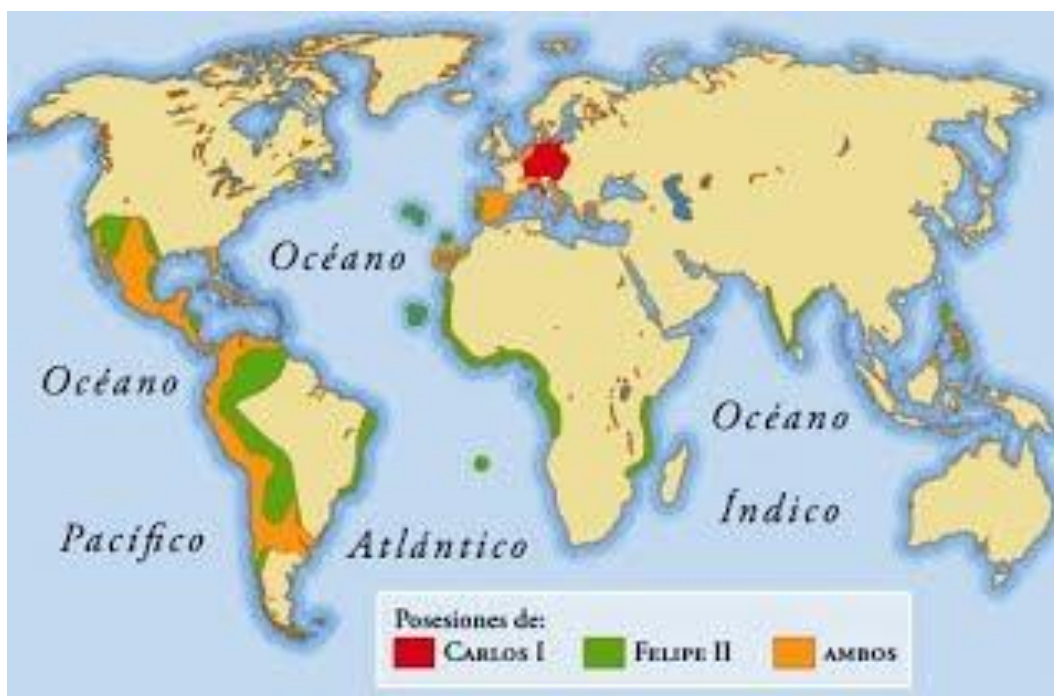 Océano
Océano
Océano
Índico
Pacífico
Atlántico
Posesiones de:
CARLOS I
FELIPE II
AMBOS